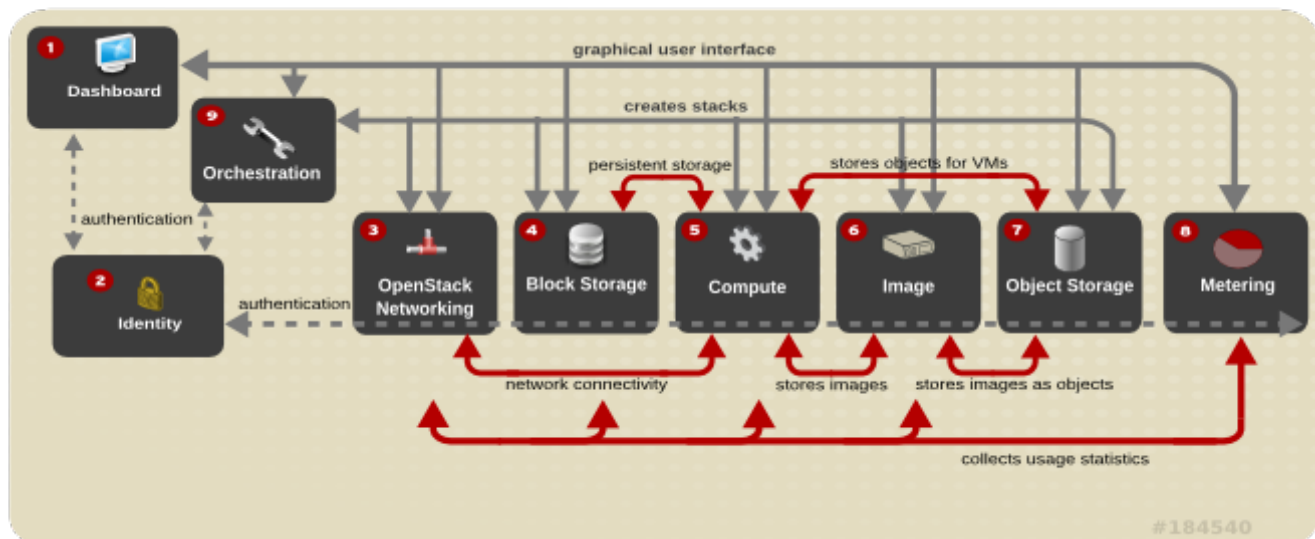 1
Dashboard
graphical user interface
9
Orchestration
creates stacks
persistent storage
stores objects for VMs
authentication
2
Identity
authentication
3
OpenStack
Networking
4
Block Storage
5
Compute
6
Image
7
Object Storage
8
Metering
network connectivity
stores images
stores images as objects
collects usage statistics
#184540